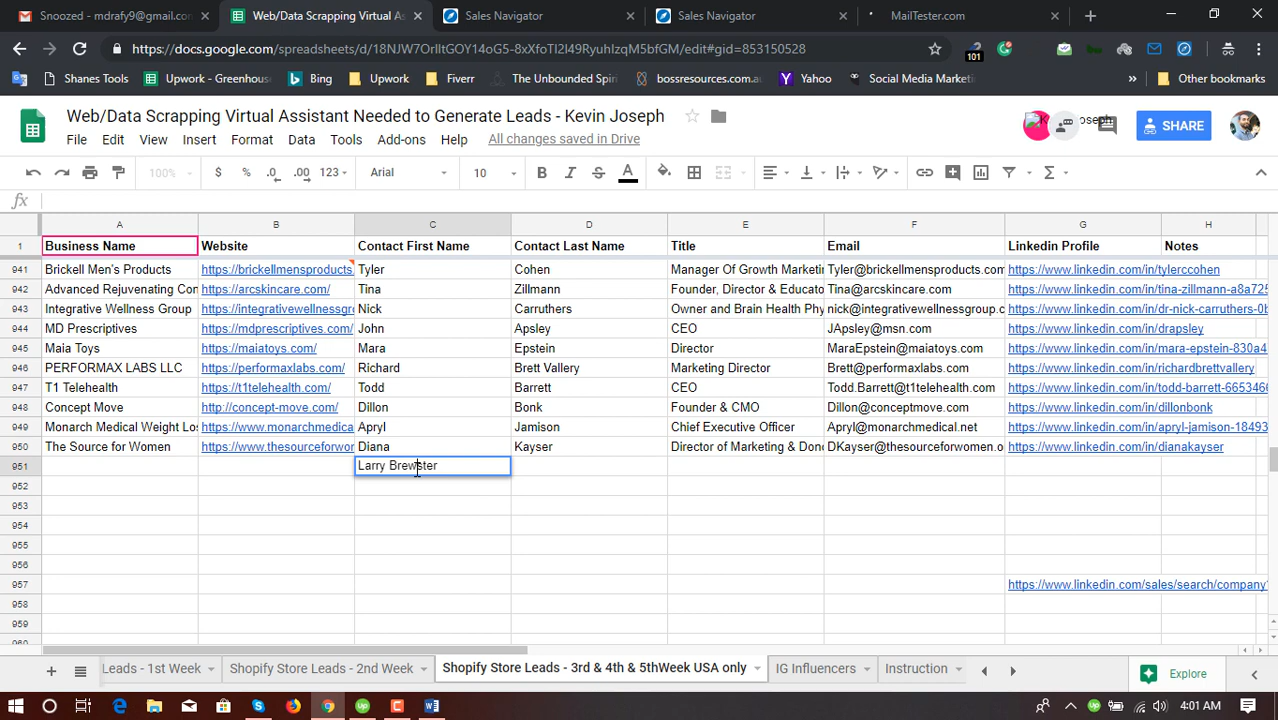 Snoozed - mdrafy9@gmail.co
Web/Data Scrapping Virtual As
Sales Navigator
Sales Navigator
MailTester.com
https://docs.google.com/spreadsheets/d/18NJW7OrlltGOY14oG5-8xXfoTI2l49RyuhIzqM5bfGM/edit#gid=853150528
101
Shanes Tools
Upwork - Greenhous
Bing
Upwork
Fiverr
The Unbounded Spiri
bossresources.com.au
Yahoo
Social Media Market
»
Other bookmarks
Web/Data Scrapping Virtual Assistant Needed to Generate Leads - Kevin Joseph
File Edit View Insert Format Data Tools Add-ons Help All changes saved in Drive
SHARE
100% $ % .0 .00 123 Arial 10 B I S A
fx
A B C D E F G H
1 Business Name Website Contact First Name Contact Last Name Title Email Linkedin Profile Notes
941 Brickell Men's Products https://brickellmensproducts. Tyler Cohen Manager Of Growth Marketin Tyler@brickellmensproducts.com https://www.linkedin.com/in/tylerccohen
942 Advanced Rejuvenating Con https://arcskincare.com/ Tina Zillmann Founder, Director & Educato Tina@arcskincare.com https://www.linkedin.com/in/tina-zillmann-a8a725
943 Integrative Wellness Group https://integrativewellnessgr Nick Carruthers Owner and Brain Health Phy nick@integrativewellnessgroup.c https://www.linkedin.com/in/dr-nick-carruthers-0b
944 MD Prescriptives https://mdprescriptives.com/ John Apsley CEO JApsley@msn.com https://www.linkedin.com/in/drapsley
945 Maia Toys https://maiatoys.com/ Mara Epstein Director MaraEpstein@maiatoys.com https://www.linkedin.com/in/mara-epstein-830a4
946 PERFORMAX LABS LLC https://performaxlabs.com/ Richard Brett Vallery Marketing Director Brett@performaxlabs.com https://www.linkedin.com/in/richardbrettvallery
947 T1 Telehealth https://t1telehealth.com/ Todd Barrett CEO Todd.Barrett@t1telehealth.com https://www.linkedin.com/in/todd-barrett-6653466
948 Concept Move http://concept-move.com/ Dillon Bonk Founder & CMO Dillon@conceptmove.com https://www.linkedin.com/in/dillonbonk
949 Monarch Medical Weight Los https://www.monarchmedica Apryl Jamison Chief Executive Officer Apryl@monarchmedical.net https://www.linkedin.com/in/apryl-jamison-18493
950 The Source for Women https://www.thesourceforwor Diana Kayser Director of Marketing & Dono DKayser@thesourceforwomen.o https://www.linkedin.com/in/dianakayser
951 Larry Brewster
952
953
954
955
956
957 https://www.linkedin.com/sales/search/company?
958
959
960
Leads - 1st Week
Shopify Store Leads - 2nd Week
Shopify Store Leads - 3rd & 4th & 5thWeek USA only
IG Influencers
Instruction
Explore
4:01 AM